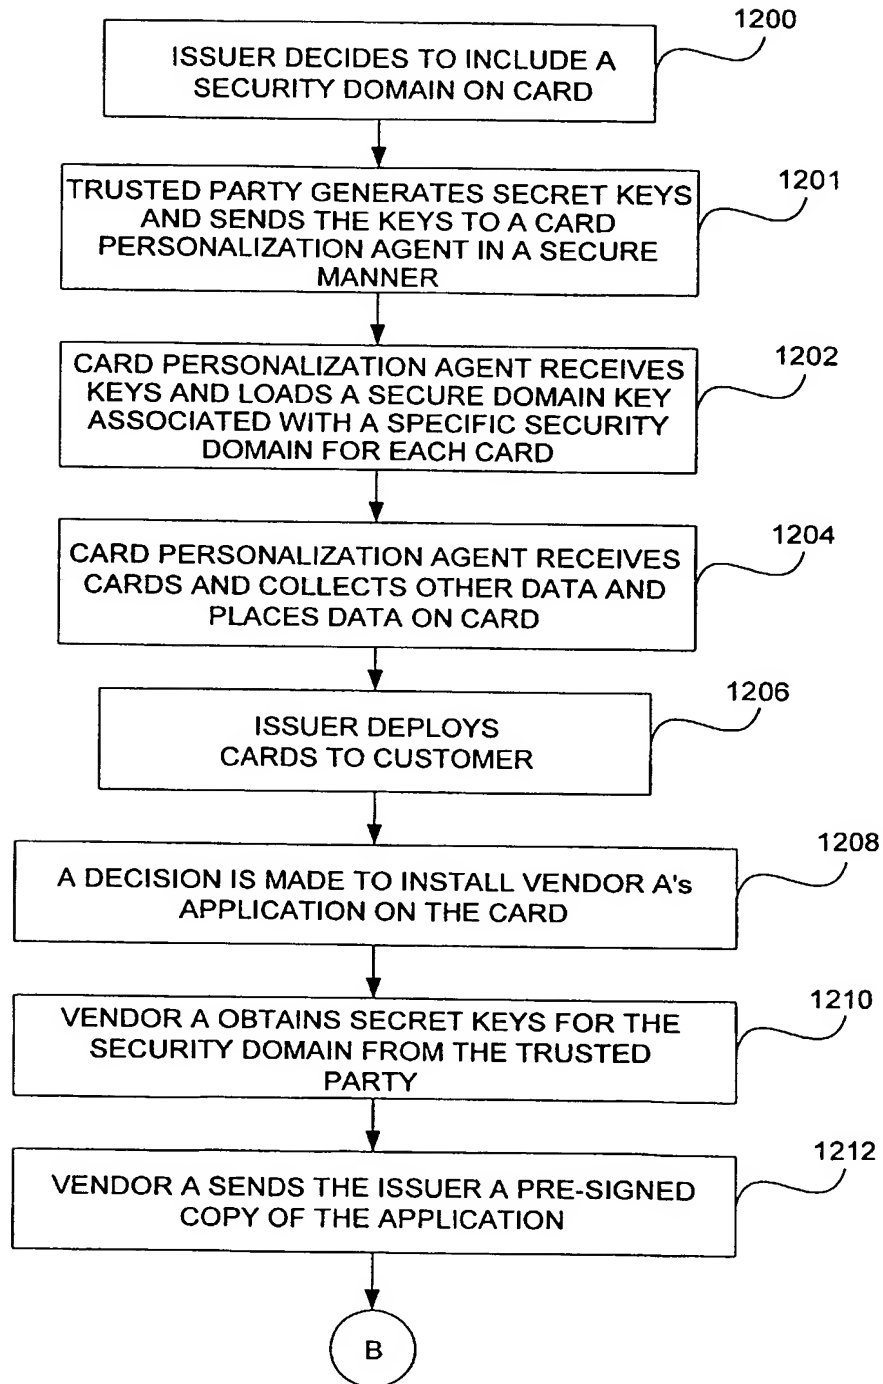 1200
ISSUER DECIDES TO INCLUDE A
SECURITY DOMAIN ON CARD
1201
TRUSTED PARTY GENERATES SECRET KEYS
AND SENDS THE KEYS TO A CARD
PERSONALIZATION AGENT IN A SECURE
MANNER
1202
CARD PERSONALIZATION AGENT RECEIVES
KEYS AND LOADS A SECURE DOMAIN KEY
ASSOCIATED WITH A SPECIFIC SECURITY
DOMAIN FOR EACH CARD
1204
CARD PERSONALIZATION AGENT RECEIVES
CARDS AND COLLECTS OTHER DATA AND
PLACES DATA ON CARD
1206
ISSUER DEPLOYS
CARDS TO CUSTOMER
1208
A DECISION IS MADE TO INSTALL VENDOR A's
APPLICATION ON THE CARD
1210
VENDOR A OBTAINS SECRET KEYS FOR THE
SECURITY DOMAIN FROM THE TRUSTED
PARTY
1212
VENDOR A SENDS THE ISSUER A PRE-SIGNED
COPY OF THE APPLICATION
B